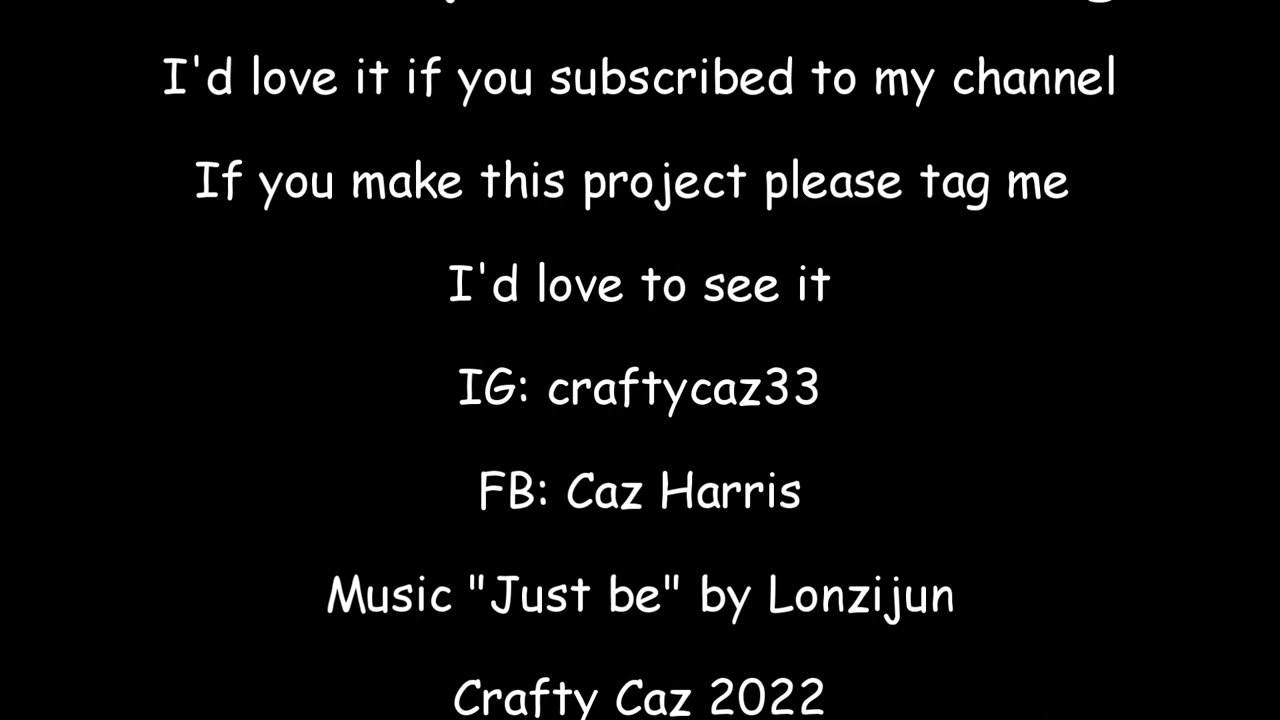 I'd love it if you subscribed to my channel
If you make this project please tag me
I'd love to see it
IG: craftycaz33
FB: Caz Harris
Music "Just be" by Lonzijun
Crafty Caz 2022